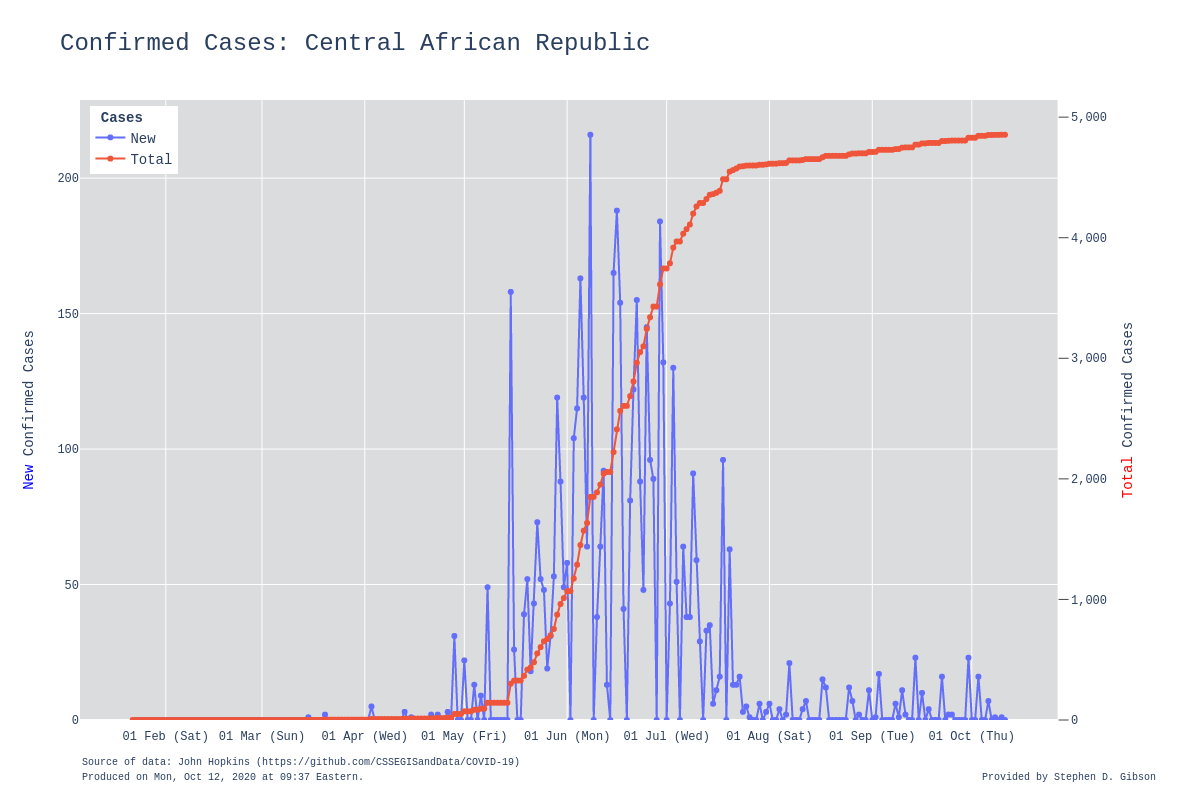 Confirmed Cases: Central African Republic
Cases
New
Total
200
150
100
50
0
New Confirmed Cases
5,000
4,000
3,000
2,000
1,000
0
Total Confirmed Cases
01 Feb (Sat) 01 Mar (Sun) 01 Apr (Wed) 01 May (Fri) 01 Jun (Mon) 01 Jul (Wed) 01 Aug (Sat) 01 Sep (Tue) 01 Oct (Thu)
Source of data: John Hopkins (https://github.com/CSSEGISandData/COVID-19)
Produced on Mon, Oct 12, 2020 at 09:37 Eastern.
Provided by Stephen D. Gibson